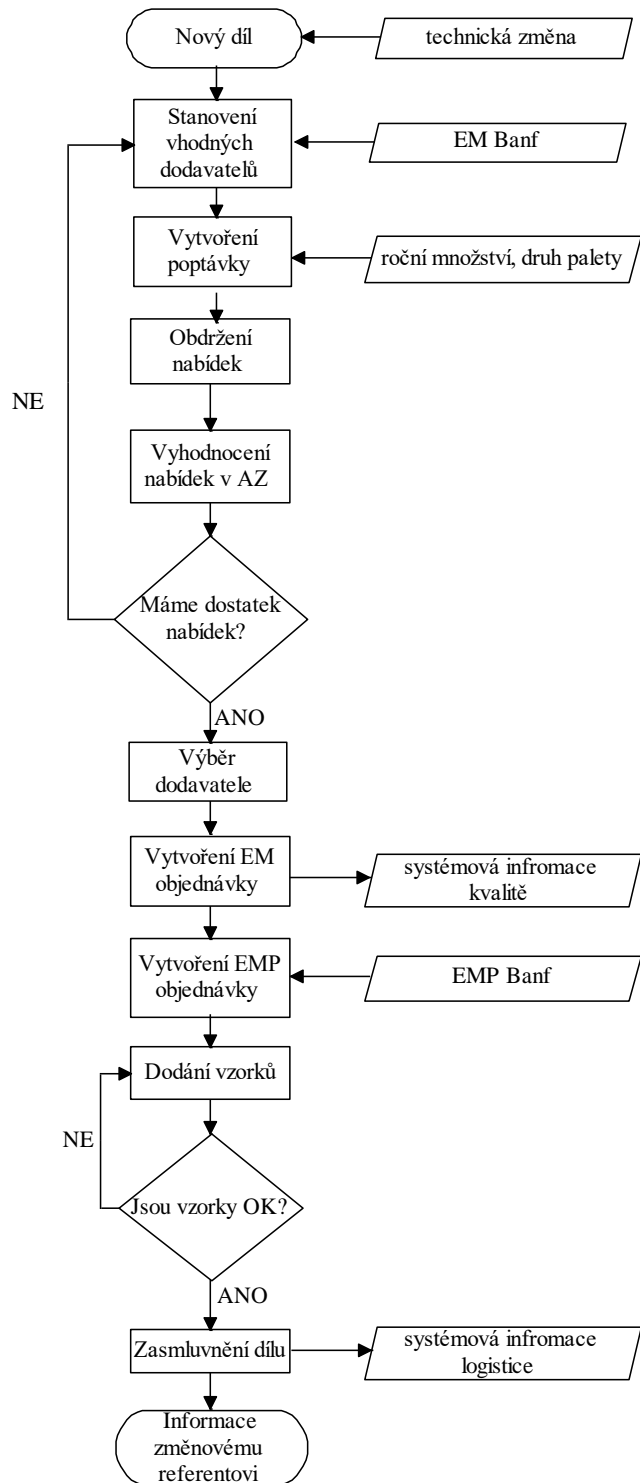 Nový díl
technická změna
Stanovení
vhodných
dodavatelů
EM Banf
Vytvoření
poptávky
roční množství, druh palety
Obdržení
nabídek
NE
Vyhodnocení
nabídek v AZ
Máme dostatek
nabídek?
ANO
Výběr
dodavatele
Vytvoření EM
objednávky
systémová infromace
kvalitě
Vytvoření EMP
objednávky
EMP Banf
Dodání vzorků
NE
Jsou vzorky OK?
ANO
Zasmluvnění dílu
systémová infromace
logistice
Informace
změnovému
referentovi